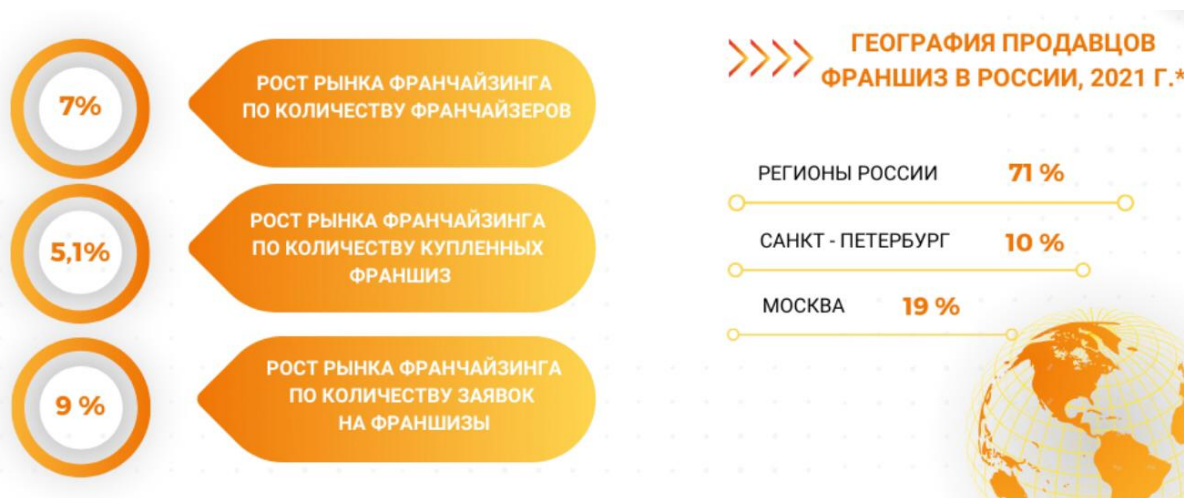 7%
РОСТ РЫНКА ФРАНЧАЙЗИНГА
ПО КОЛИЧЕСТВУ ФРАНЧАЙЗЕРОВ
5,1%
РОСТ РЫНКА ФРАНЧАЙЗИНГА
ПО КОЛИЧЕСТВУ КУПЛЕННЫХ
ФРАНШИЗ
9 %
РОСТ РЫНКА ФРАНЧАЙЗИНГА
ПО КОЛИЧЕСТВУ ЗАЯВОК
НА ФРАНШИЗЫ
ГЕОГРАФИЯ ПРОДАВЦОВ
ФРАНШИЗ В РОССИИ, 2021 Г.*
РЕГИОНЫ РОССИИ 71 %
САНКТ - ПЕТЕРБУРГ 10 %
МОСКВА 19 %